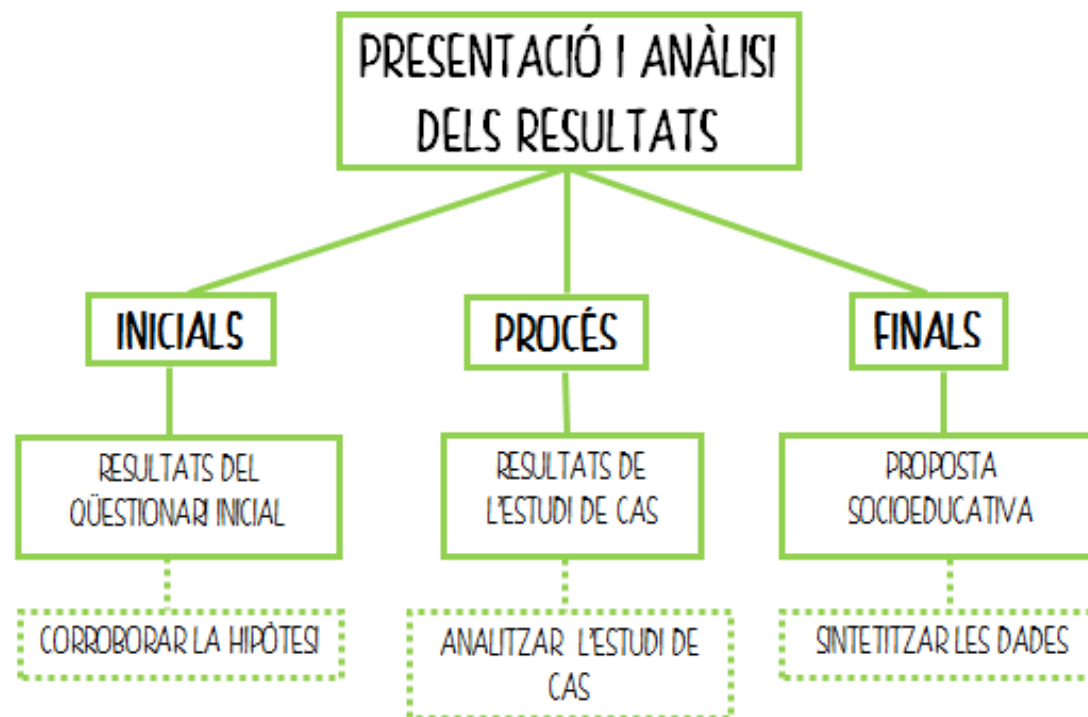 PRESENTACIÓ I ANÀLISI
DELS RESULTATS
INICIALS
PROCÉS
FINALS
RESULTATS DEL
QÜESTIONARI INICIAL
RESULTATS DE
L'ESTUDI DE CAS
PROPOSTA
SOCIOEDUCATIVA
CORROBORAR LA HIPÒTESI
ANALITZAR L'ESTUDI DE
CAS
SINTETITZAR LES DADES